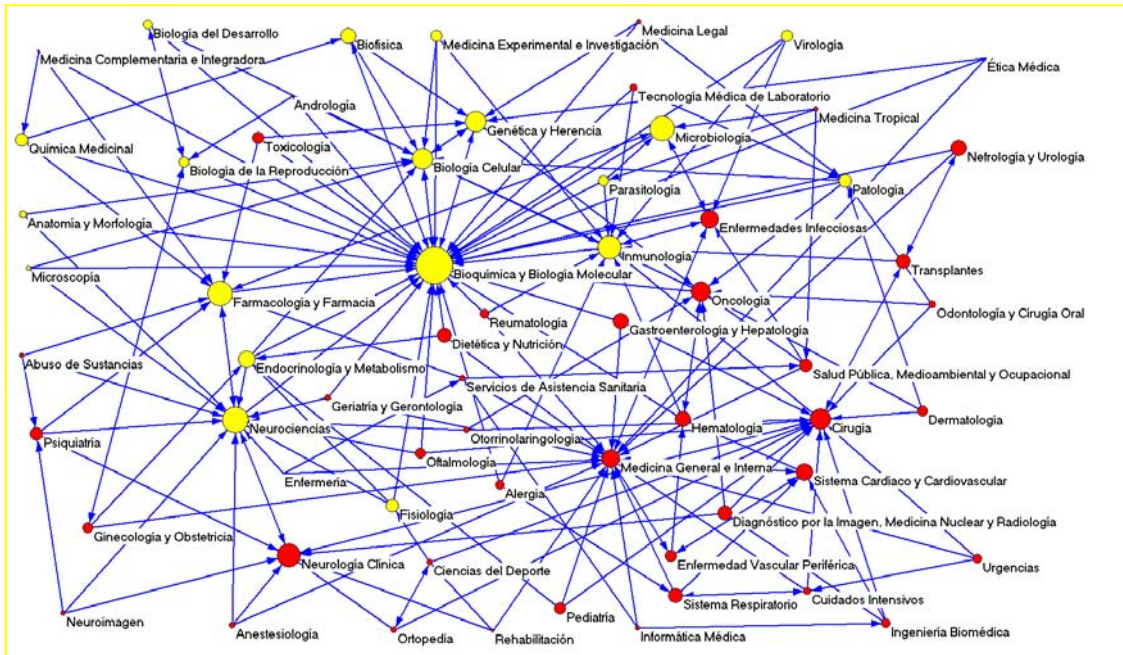 Biología del Desarrollo
Medicina Legal
Biofísica
Medicina Experimental e Investigación
Virología
Medicina Complementaria e Integradora
Ética Médica
Tecnología Médica de Laboratorio
Andrología
Medicina Tropical
Genética y Herencia
Microbiología
Química Medicinal
Toxicología
Biología Celular
Nefrología y Urología
Biología de la Reproducción
Parasitología
Patología
Anatomía y Morfología
Enfermedades Infecciosas
Inmunología
Microscopia
Bioquímica y Biología Molecular
Transplantes
Farmacología y Farmacia
Oncología
Odontología y Cirugía Oral
Reumatología
Gastroenterología y Hepatología
Dietética y Nutrición
Abuso de Sustancias
Endocrinología y Metabolismo
Salud Pública, Medioambiental y Ocupacional
Servicios de Asistencia Sanitaria
Geriatría y Gerontología
Dermatología
Neurociencias
Hematología
Cirugía
Psiquiatría
Otorrinolaringología
Oftalmología
Medicina General e Interna
Enfermería
Sistema Cardiaco y Cardiovascular
Alergia
Fisiología
Diagnóstico por la Imagen, Medicina Nuclear y Radiología
Ginecología y Obstetricia
Neurología Clínica
Ciencias del Deporte
Enfermedad Vascular Periférica
Urgencias
Cuidados Intensivos
Sistema Respiratorio
Pediatría
Neuroimagen
Anestesiología
Ortopedia
Rehabilitación
Informática Médica
Ingeniería Biomédica